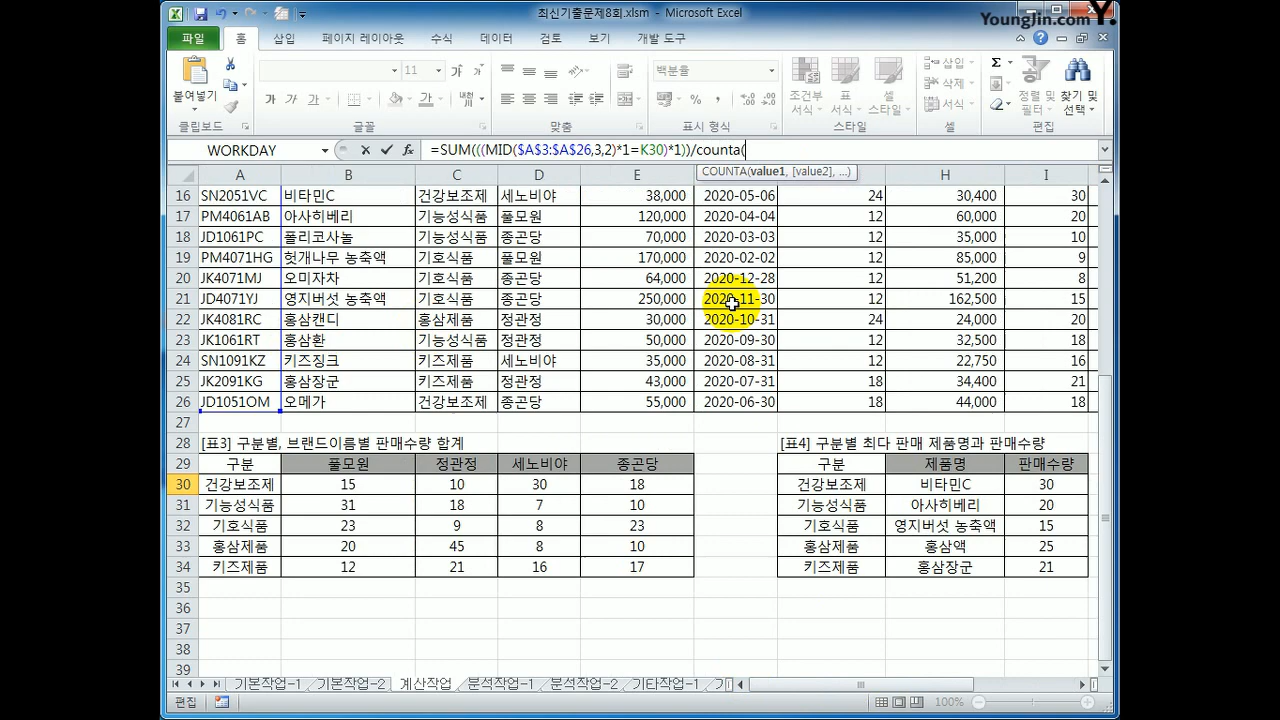 최신기출문제8회.xlsm - Microsoft Excel
YoungJin.com Y.
파일 홈 삽입 페이지 레이아웃 수식 데이터 검토 보기 개발 도구
붙여넣기
11
가 가 가
백분율
조건부 서식 표 서식 셀 스타일
삽입
삭제
서식
정렬 및 필터 찾기 및 선택
클립보드 글꼴 맞춤 표시 형식 스타일 셀 편집
WORKDAY =SUM(((MID($A$3:$A$26,3,2)*1=K30)*1))/counta(
COUNTA(value1, [value2], ...)
A B C D E H I
16 SN2051VC 비타민C 건강보조제 세노비야 38,000 2020-05-06 24 30,400 30
17 PM4061AB 아사히베리 기능성식품 풀모원 120,000 2020-04-04 12 60,000 20
18 JD1061PC 폴리코사놀 기능성식품 종곤당 70,000 2020-03-03 12 35,000 10
19 PM4071HG 헛개나무 농축액 기호식품 풀모원 170,000 2020-02-02 12 85,000 9
20 JK4071MJ 오미자차 기호식품 종곤당 64,000 2020-12-28 12 51,200 8
21 JD4071YJ 영지버섯 농축액 기호식품 종곤당 250,000 2020-11-30 12 162,500 15
22 JK4081RC 홍삼캔디 홍삼제품 정관정 30,000 2020-10-31 24 24,000 20
23 JK1061RT 홍삼환 기능성식품 정관정 50,000 2020-09-30 12 32,500 18
24 SN1091KZ 키즈징크 키즈제품 세노비야 35,000 2020-08-31 12 22,750 16
25 JK2091KG 홍삼장군 키즈제품 정관정 43,000 2020-07-31 18 34,400 21
26 JD1051OM 오메가 건강보조제 종곤당 55,000 2020-06-30 18 44,000 18
27
28 [표3] 구분별, 브랜드이름별 판매수량 합계 [표4] 구분별 최다 판매 제품명과 판매수량
29 구분 풀모원 정관정 세노비야 종곤당 구분 제품명 판매수량
30 건강보조제 15 10 30 18 건강보조제 비타민C 30
31 기능성식품 31 18 7 10 기능성식품 아사히베리 20
32 기호식품 23 9 8 23 기호식품 영지버섯 농축액 15
33 홍삼제품 20 45 8 10 홍삼제품 홍삼액 25
34 키즈제품 12 21 16 17 키즈제품 홍삼장군 21
35
36
37
38
39
기본작업-1 기본작업-2 계산작업 분석작업-1 분석작업-2 기타작업-1
편집 100%